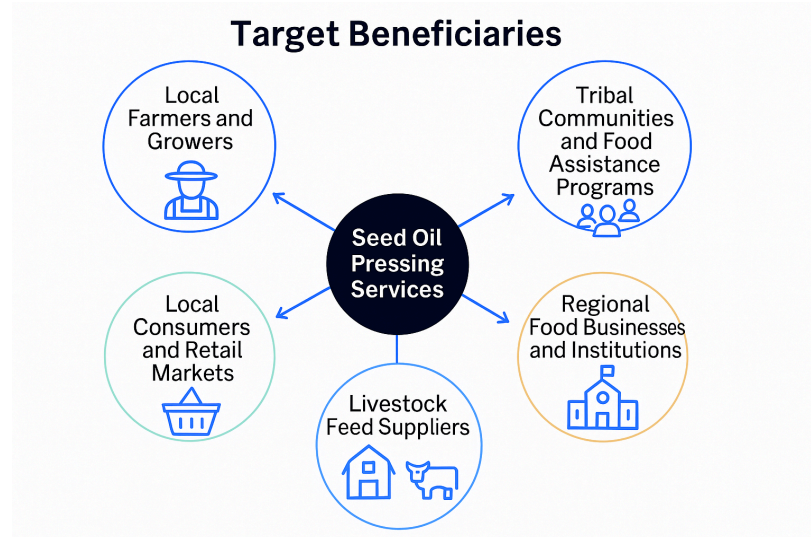 Target Beneficiaries
Local
Farmers and
Growers
Tribal
Communities
and Food
Assistance
Programs
Seed Oil
Pressing
Services
Local
Consumers
and Retail
Markets
Regional
Food Businesses
and Institutions
Livestock
Feed Suppliers